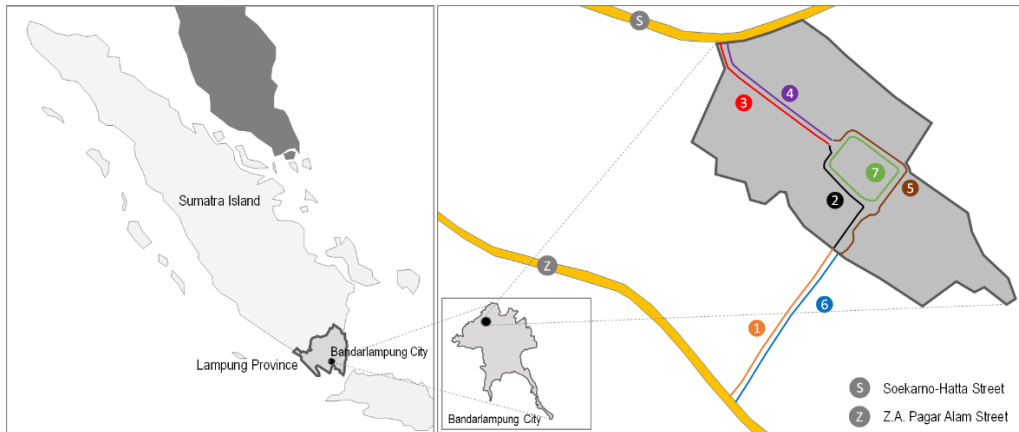 Sumatra Island
Lampung Province
Bandarlampung City
Bandarlampung City
S
Z
3
4
7
5
2
6
1
S Soekarno-Hatta Street
Z Z.A. Pagar Alam Street